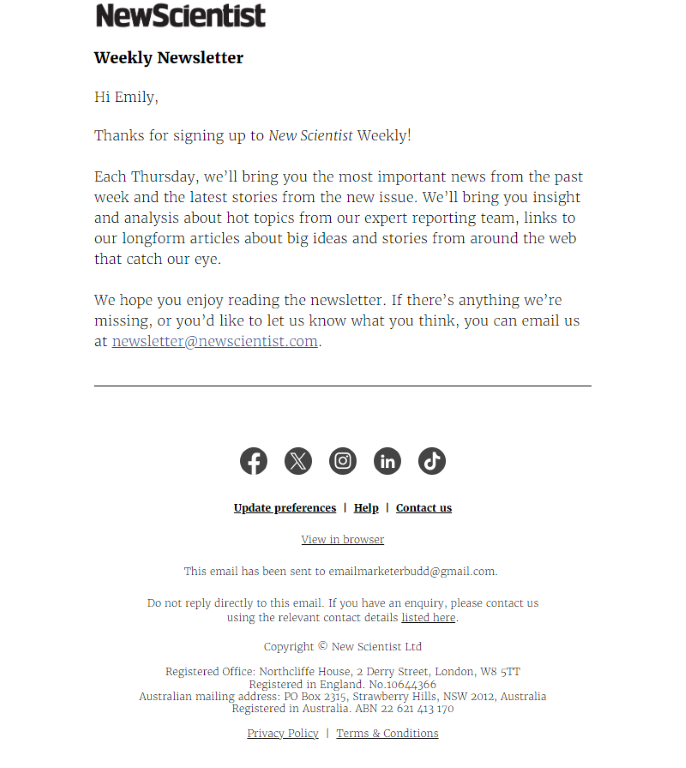 NewScientist
Weekly Newsletter
Hi Emily,
Thanks for signing up to New Scientist Weekly!
Each Thursday, we’ll bring you the most important news from the past
week and the latest stories from the new issue. We’ll bring you insight
and analysis about hot topics from our expert reporting team, links to
our longform articles about big ideas and stories from around the web
that catch our eye.
We hope you enjoy reading the newsletter. If there’s anything we’re
missing, or you’d like to let us know what you think, you can email us
at newsletter@newscientist.com.
Update preferences | Help | Contact us
View in browser
This email has been sent to emailmarketerbudd@gmail.com.
Do not reply directly to this email. If you have an enquiry, please contact us
using the relevant contact details listed here.
Copyright © New Scientist Ltd
Registered Office: Northcliffe House, 2 Derry Street, London, W8 5TT
Registered in England. No.10644366
Australian mailing address: PO Box 2315, Strawberry Hills, NSW 2012, Australia
Registered in Australia. ABN 22 621 413 170
Privacy Policy | Terms & Conditions